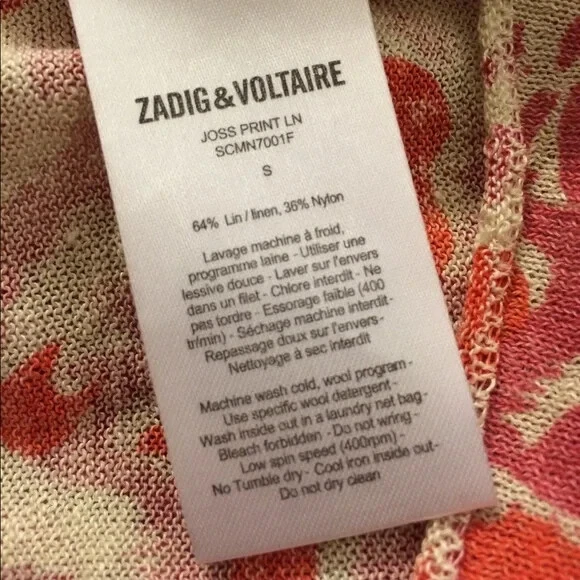 ZADIG & VOLTAIRE
JOSS PRINT LN
SCMN7001F
S
64% Lin / linen, 36% Nylon
Lavage machine à froid,
programme laine - Utiliser une
lessive douce - Laver sur l'envers
dans un filet - Chlore interdit - Ne
pas tordre - Essorage faible (400
tr/min) - Séchage machine interdit-
Repassage doux sur l'envers-
Nettoyage à sec interdit
Machine wash cold, wool program-
Use specific wool detergent-
Wash inside out in a laundry net bag-
Bleach forbidden - Do not wring-
Low spin speed (400rpm) -
No Tumble dry - Cool iron inside out-
Do not dry clean